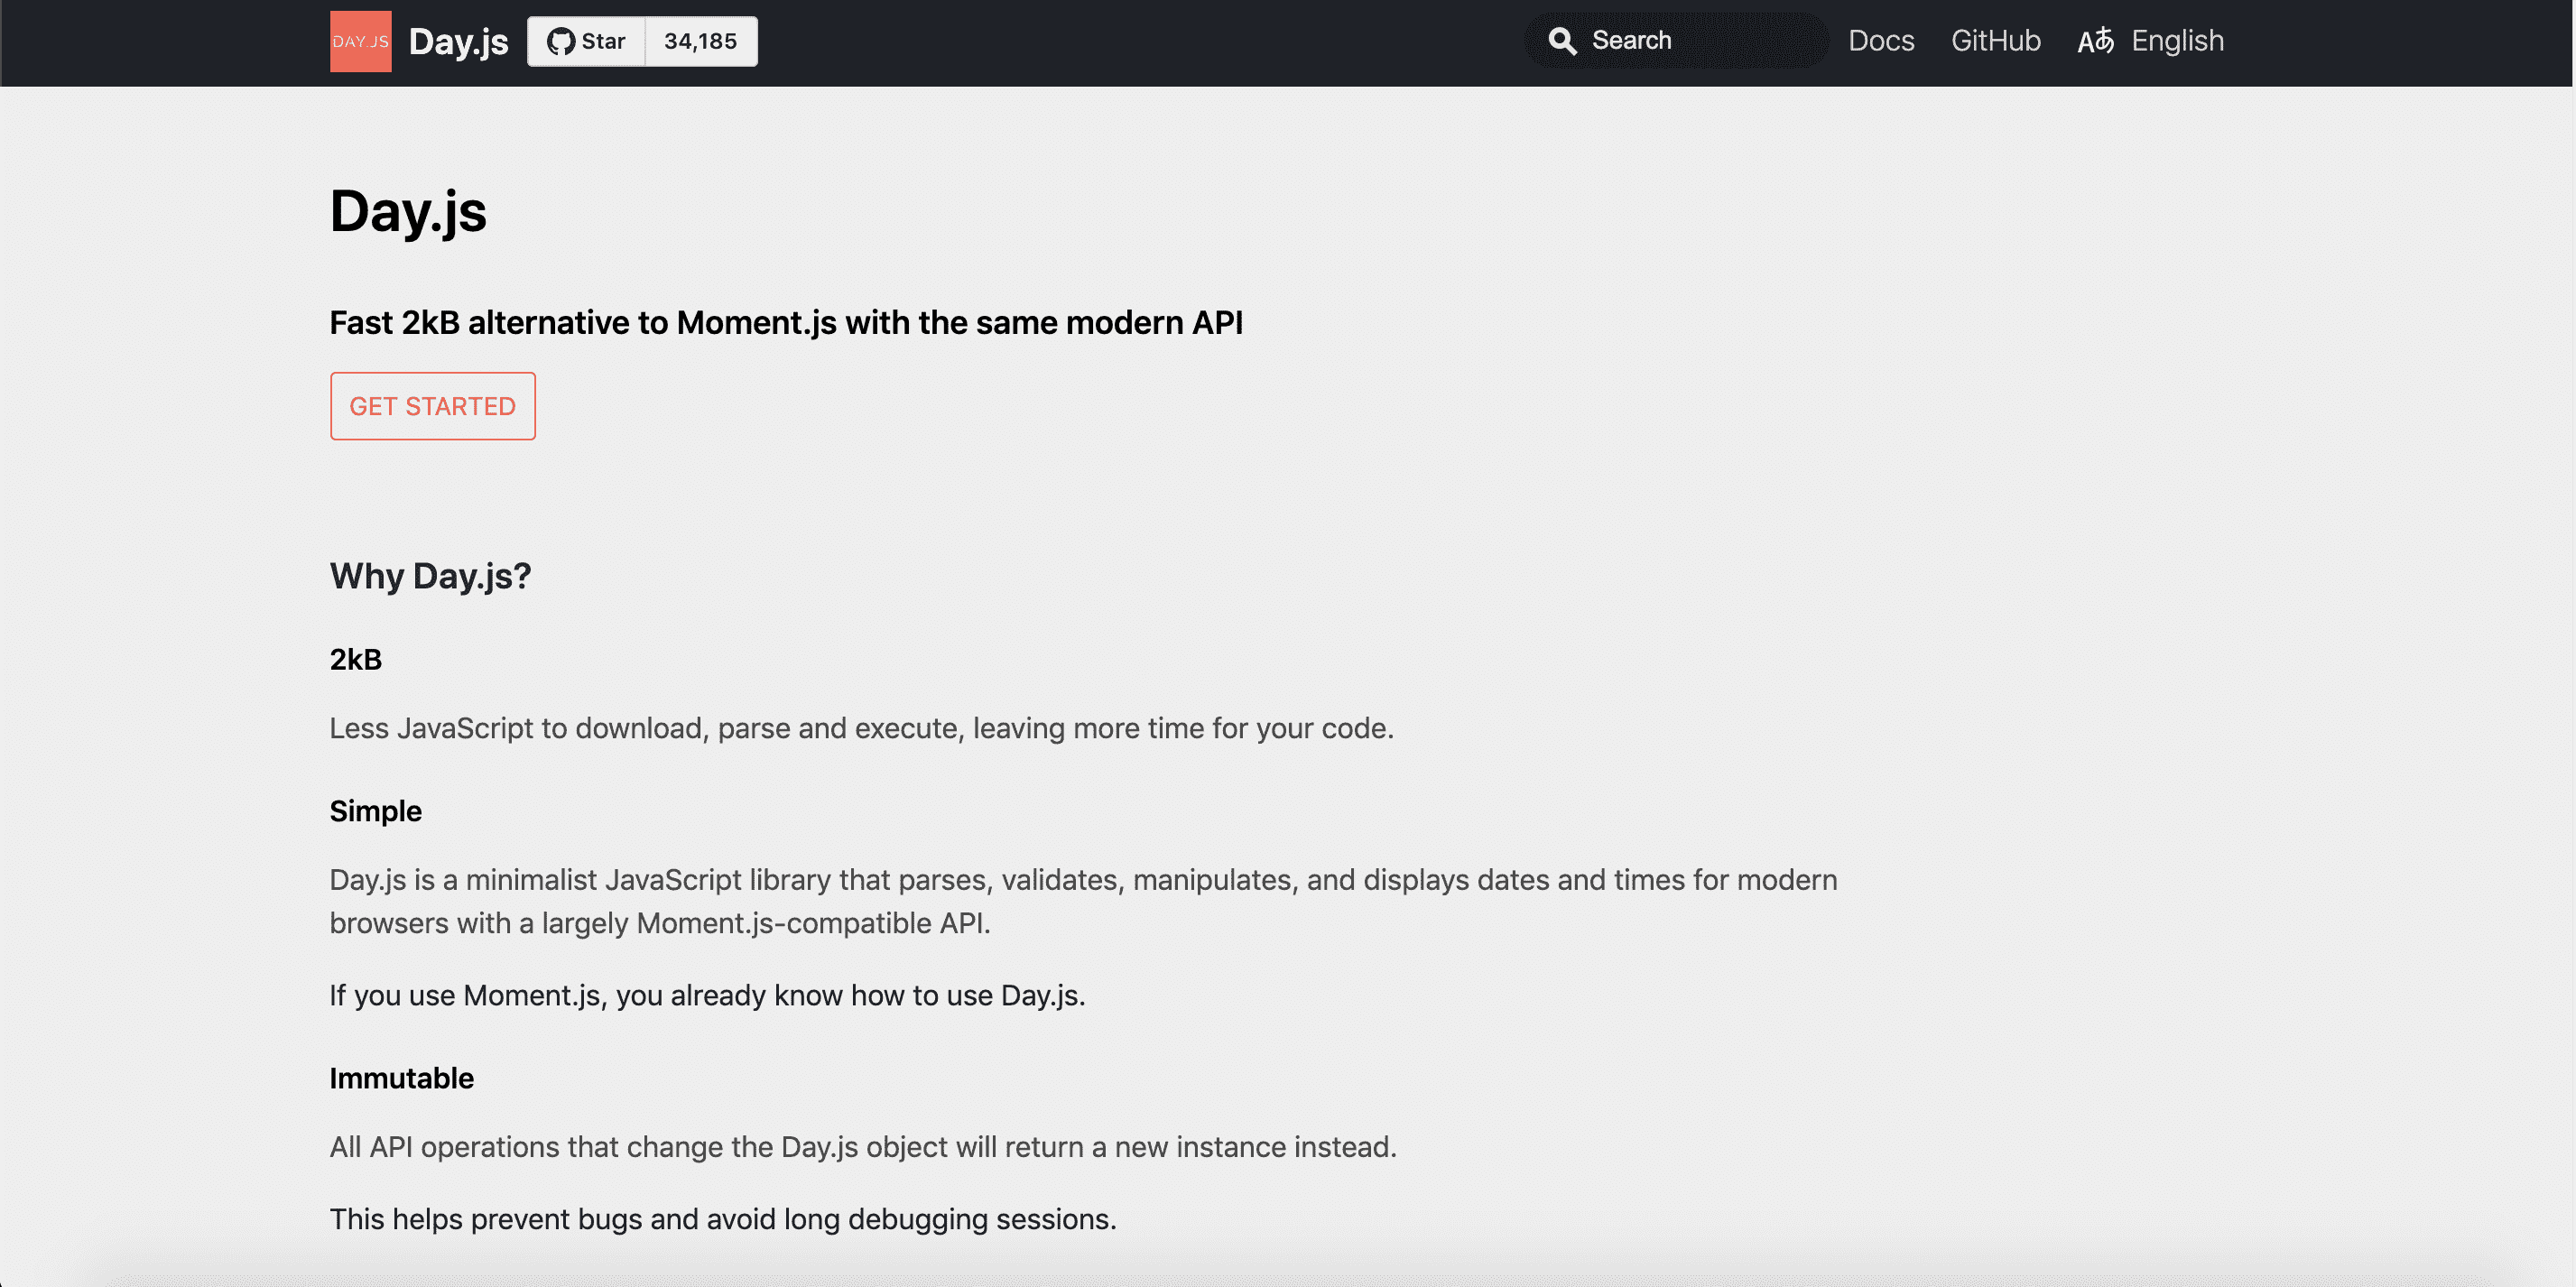 DAY.JS Day.js Star 34,185 Search Docs GitHub Aあ English
Day.js
Fast 2kB alternative to Moment.js with the same modern API
GET STARTED
Why Day.js?
2kB
Less JavaScript to download, parse and execute, leaving more time for your code.
Simple
Day.js is a minimalist JavaScript library that parses, validates, manipulates, and displays dates and times for modern
browsers with a largely Moment.js-compatible API.
If you use Moment.js, you already know how to use Day.js.
Immutable
All API operations that change the Day.js object will return a new instance instead.
This helps prevent bugs and avoid long debugging sessions.